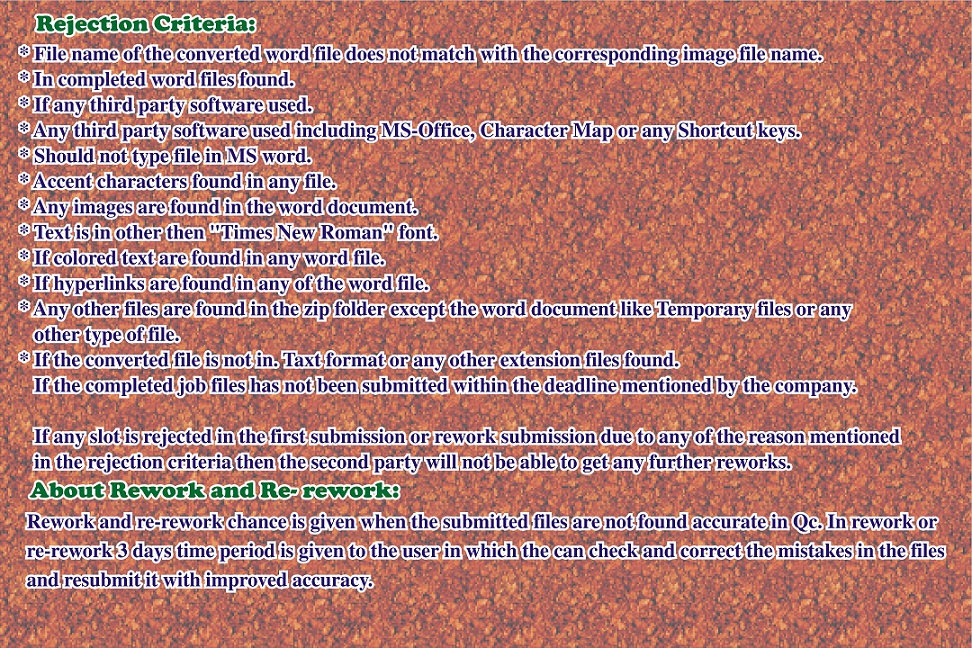 Rejection Criteria:
* File name of the converted word file does not match with the corresponding image file name.
* In completed word files found.
* If any third party software used.
* Any third party software used including MS-Office, Character Map or any Shortcut keys.
* Should not type file in MS word.
* Accent characters found in any file.
* Any images are found in the word document.
* Text is in other then "Times New Roman" font.
* If colored text are found in any word file.
* If hyperlinks are found in any of the word file.
* Any other files are found in the zip folder except the word document like Temporary files or any
other type of file.
* If the converted file is not in. Taxt format or any other extension files found.
If the completed job files has not been submitted within the deadline mentioned by the company.
If any slot is rejected in the first submission or rework submission due to any of the reason mentioned
in the rejection criteria then the second party will not be able to get any further reworks.
About Rework and Re- rework:
Rework and re-rework chance is given when the submitted files are not found accurate in Qc. In rework or
re-rework 3 days time period is given to the user in which the can check and correct the mistakes in the files
and resubmit it with improved accuracy.